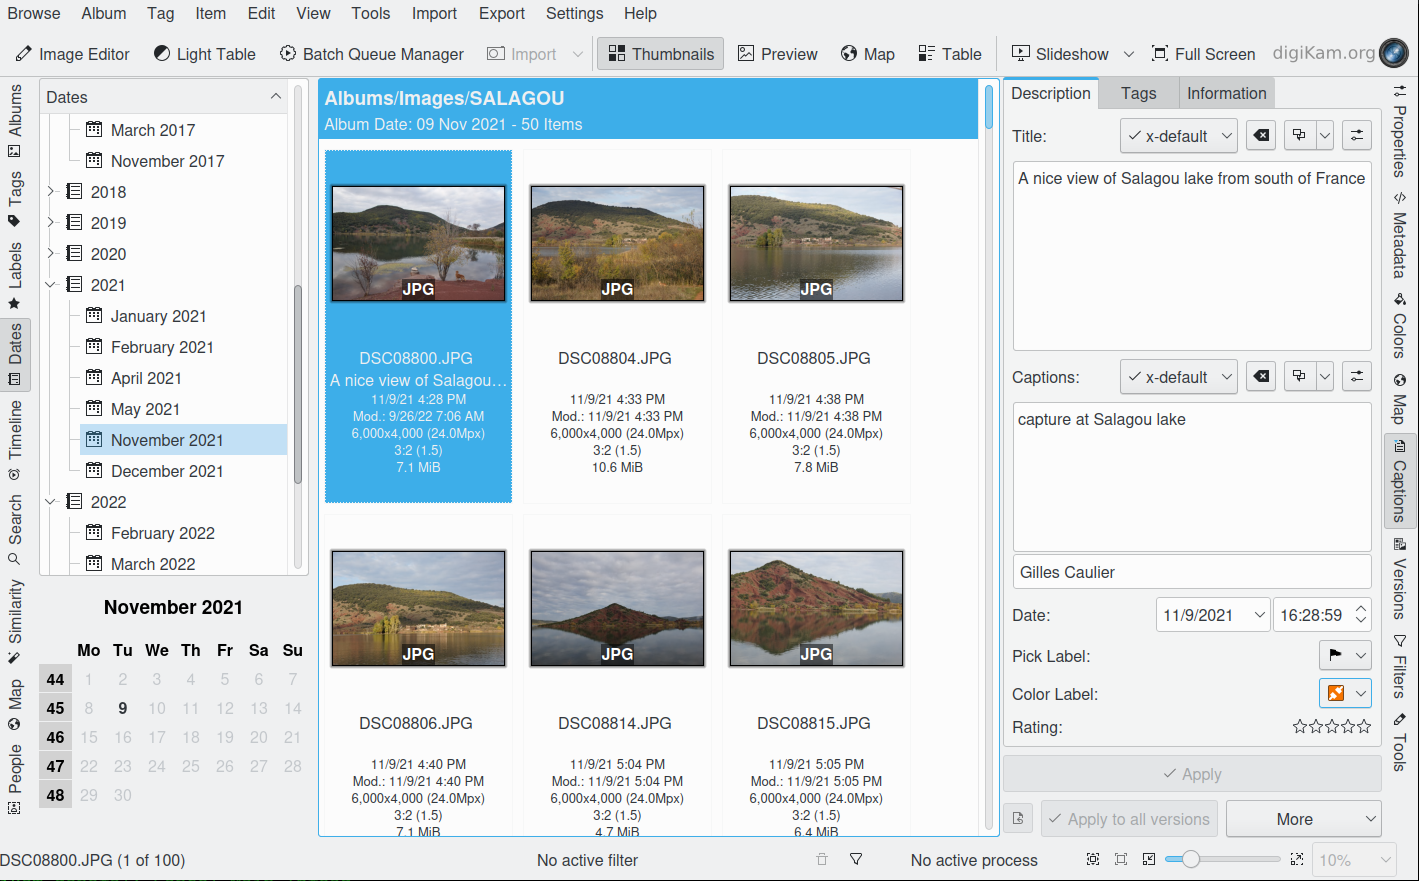 Browse Album Tag Item Edit View Tools Import Export Settings Help
Image Editor Light Table Batch Queue Manager Import Thumbnails Preview Map Table Slideshow Full Screen digiKam.org
Albums
Tags
Labels
Dates
Timeline
Search
Similarity
Map
People
Dates
March 2017
November 2017
2018
2019
2020
2021
January 2021
February 2021
April 2021
May 2021
November 2021
December 2021
2022
February 2022
March 2022
November 2021
Mo Tu We Th Fr Sa Su
44 1 2 3 4 5 6 7
45 8 9 10 11 12 13 14
46 15 16 17 18 19 20 21
47 22 23 24 25 26 27 28
48 29 30
Albums/Images/SALAGOU
Album Date: 09 Nov 2021 - 50 Items
JPG
DSC08800.JPG
A nice view of Salagou...
11/9/21 4:28 PM
Mod.: 9/26/22 7:06 AM
6,000x4,000 (24.0Mpx)
3:2 (1.5)
7.1 MiB
JPG
DSC08804.JPG
11/9/21 4:33 PM
Mod.: 11/9/21 4:33 PM
6,000x4,000 (24.0Mpx)
3:2 (1.5)
10.6 MiB
JPG
DSC08805.JPG
11/9/21 4:38 PM
Mod.: 11/9/21 4:38 PM
6,000x4,000 (24.0Mpx)
3:2 (1.5)
7.8 MiB
JPG
DSC08806.JPG
11/9/21 4:40 PM
Mod.: 11/9/21 4:40 PM
6,000x4,000 (24.0Mpx)
3:2 (1.5)
7.1 MiB
JPG
DSC08814.JPG
11/9/21 5:04 PM
Mod.: 11/9/21 5:04 PM
6,000x4,000 (24.0Mpx)
3:2 (1.5)
4.7 MiB
JPG
DSC08815.JPG
11/9/21 5:05 PM
Mod.: 11/9/21 5:05 PM
6,000x4,000 (24.0Mpx)
3:2 (1.5)
6.4 MiB
Description Tags Information
Title: x-default
A nice view of Salagou lake from south of France
Captions: x-default
capture at Salagou lake
Gilles Caulier
Date: 11/9/2021 16:28:59
Pick Label:
Color Label:
Rating:
Apply
Apply to all versions More
Properties
Metadata
Colors
Map
Captions
Versions
Filters
Tools
DSC08800.JPG (1 of 100) No active filter No active process 10%